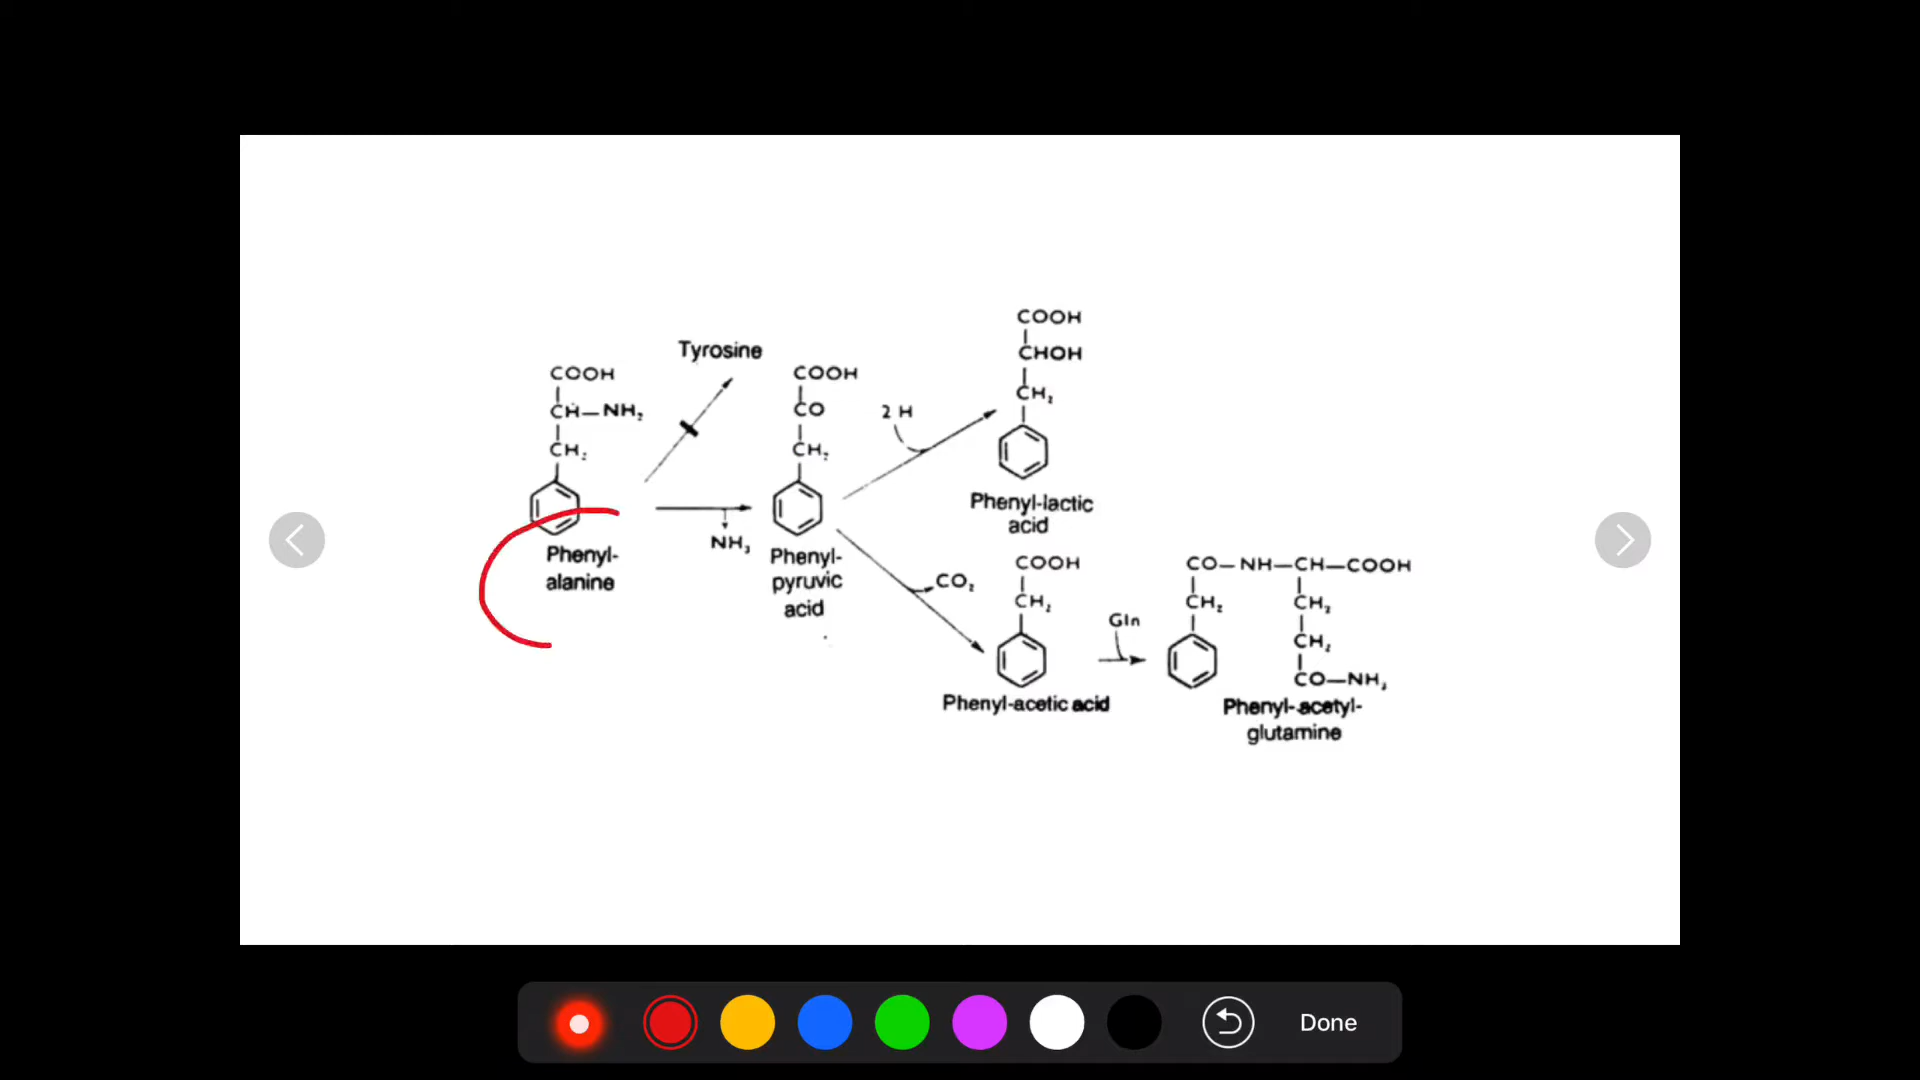 COOH
CH–NH₂
CH₂
Phenyl-
alanine
Tyrosine
NH₃
COOH
CO
CH₂
Phenyl-
pyruvic
acid
2 H
COOH
CHOH
CH₂
Phenyl-lactic
acid
CO₂
COOH
CH₂
Phenyl-acetic acid
Gln
CO–NH–CH–COOH
CH₂ CH₂
CH₂
CO–NH₂
Phenyl-acetyl-
glutamine
Done